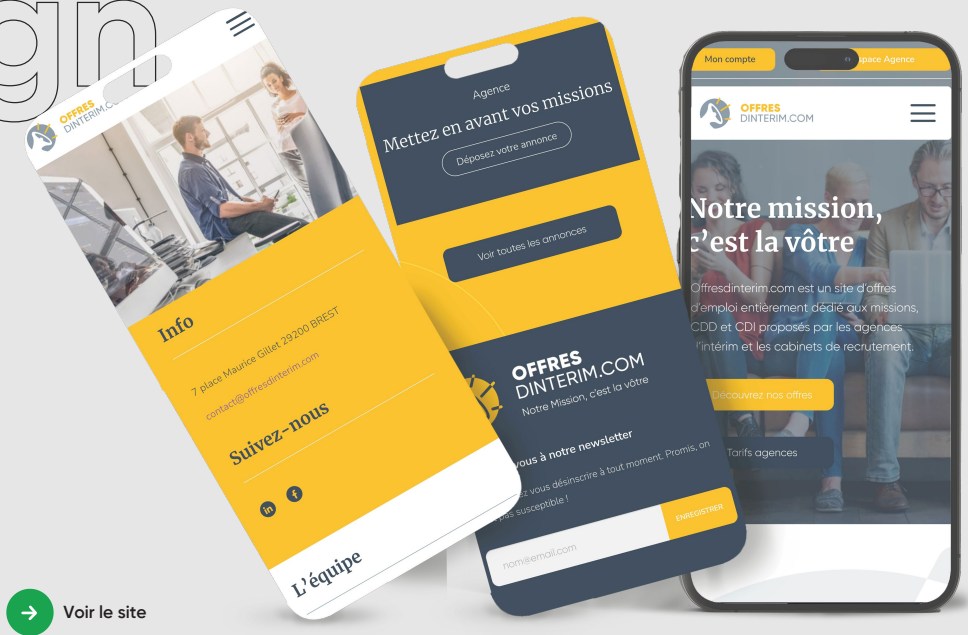 gn
OFFRES
DINTERIM.C
Info
7 place Maurice Gillet 29200 BREST
contact@offresdinterim.com
Suivez-nous
in f
L'équipe
Agence
Mettez en avant vos missions
Déposez votre annonce
Voir toutes les annonces
OFFRES
DINTERIM.COM
Notre Mission, c'est la vôtre
vous à notre newsletter
ez vous désinscrire à tout moment. Promis, on
pas susceptible !
nom@email.com
ENREGISTRER
Mon compte
space Agence
OFFRES
DINTERIM.COM
Notre mission,
c’est la vôtre
Offresdinterim.com est un site d'offres
d'emploi entièrement dédié aux missions,
CDD et CDI proposés par les agences
l'intérim et les cabinets de recrutement.
Découvrez nos offres
Tarifs agences
Voir le site